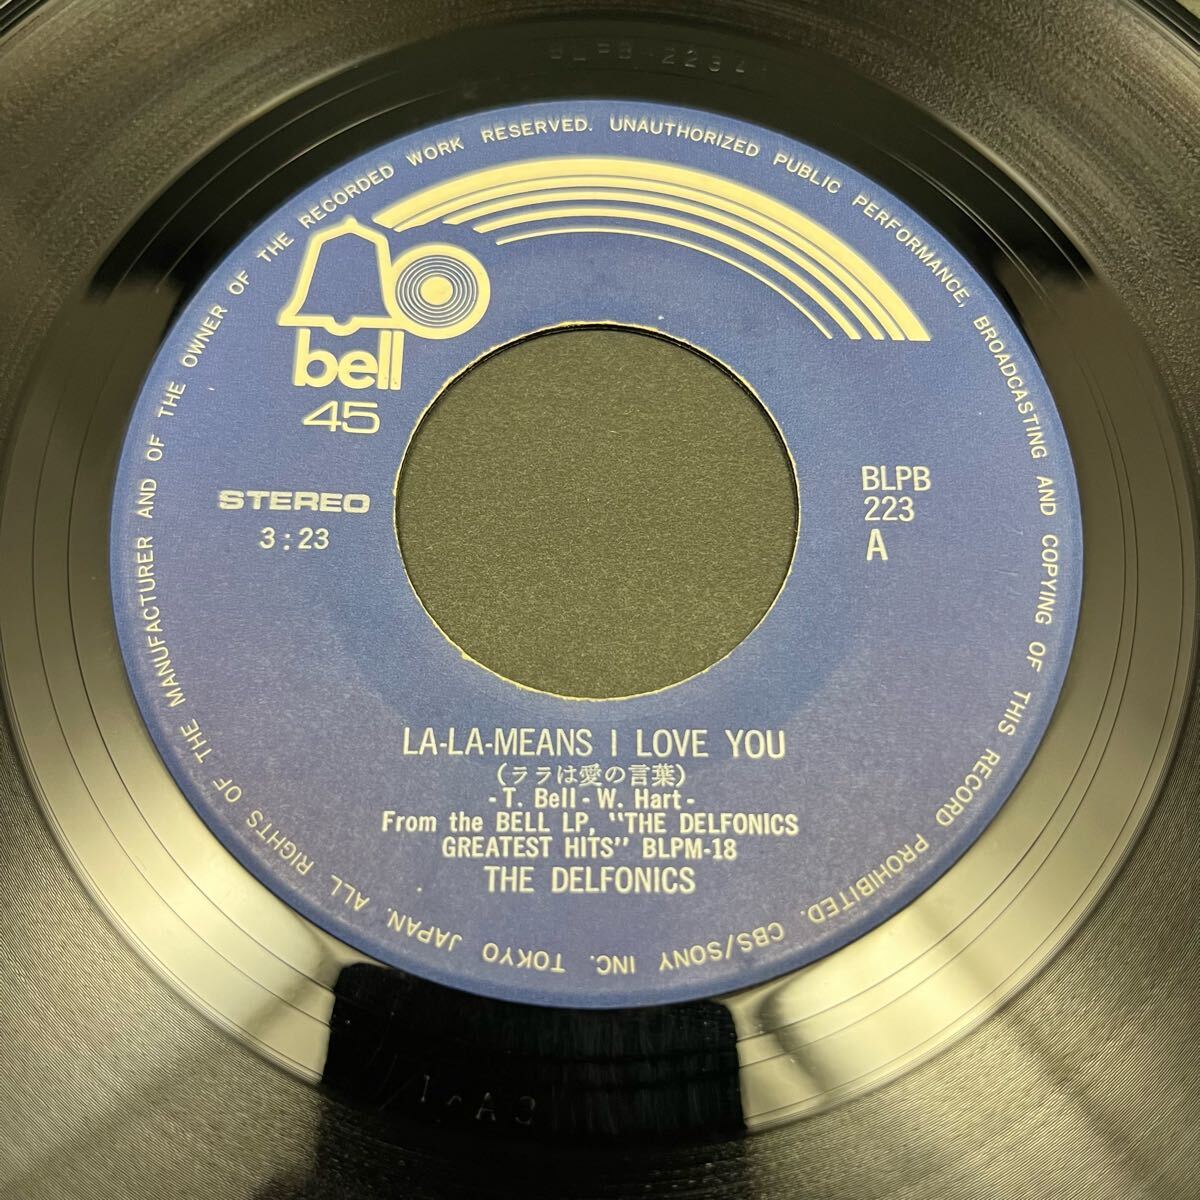 BLPB 223A
ALL RIGHTS OF THE MANUFACTURER AND OF THE OWNER OF THE RECORDED WORK RESERVED. UNAUTHORIZED PUBLIC PERFORMANCE, BROADCASTING AND COPYING OF THIS RECORD PROHIBITED. CBS/SONY INC. TOKYO JAPAN.
bell
45
STEREO
3:23
BLPB
223
A
LA-LA-MEANS I LOVE YOU
(ララは愛の言葉)
- T. Bell - W. Hart -
From the BELL LP, "THE DELFONICS
GREATEST HITS" BLPM-18
THE DELFONICS